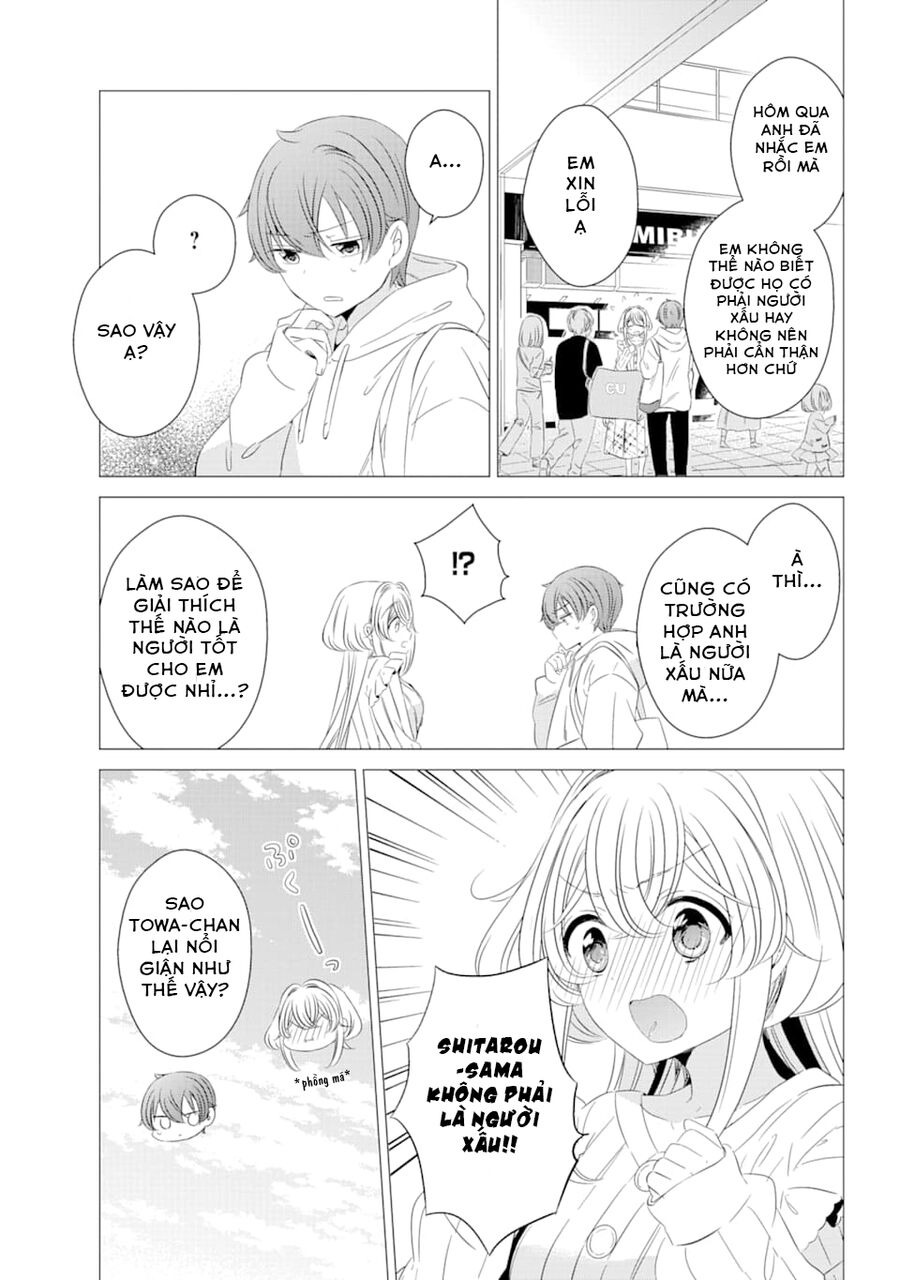 HÔM QUA
ANH ĐÃ
NHẮC EM
RỒI MÀ
EM KHÔNG
THỂ NÀO BIẾT
ĐƯỢC HỌ CÓ
PHẢI NGƯỜI
XẤU HAY
KHÔNG NÊN
PHẢI CẨN THẬN
HƠN CHỨ
EM
XIN
LỖI
Ạ
MIBU
CU
A...
?
SAO VẬY
Ạ?
À
THÌ...
CŨNG CÓ
TRƯỜNG
HỢP ANH
LÀ NGƯỜI
XẤU NỮA
MÀ...
!?
LÀM SAO ĐỂ
GIẢI THÍCH
THẾ NÀO LÀ
NGƯỜI TỐT
CHO EM
ĐƯỢC NHỈ...?
SHITAROU
-SAMA
KHÔNG PHẢI
LÀ NGƯỜI
XẤU!!
ぷく
*phồng má*
SAO
TOWA-CHAN
LẠI NỔI
GIẬN NHƯ
THẾ VẬY?